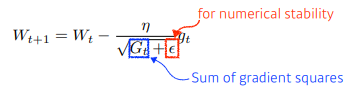 for numerical stability
W_{t+1} = W_t - \frac{\eta}{\sqrt{G_t + \epsilon}} g_t
Sum of gradient squares